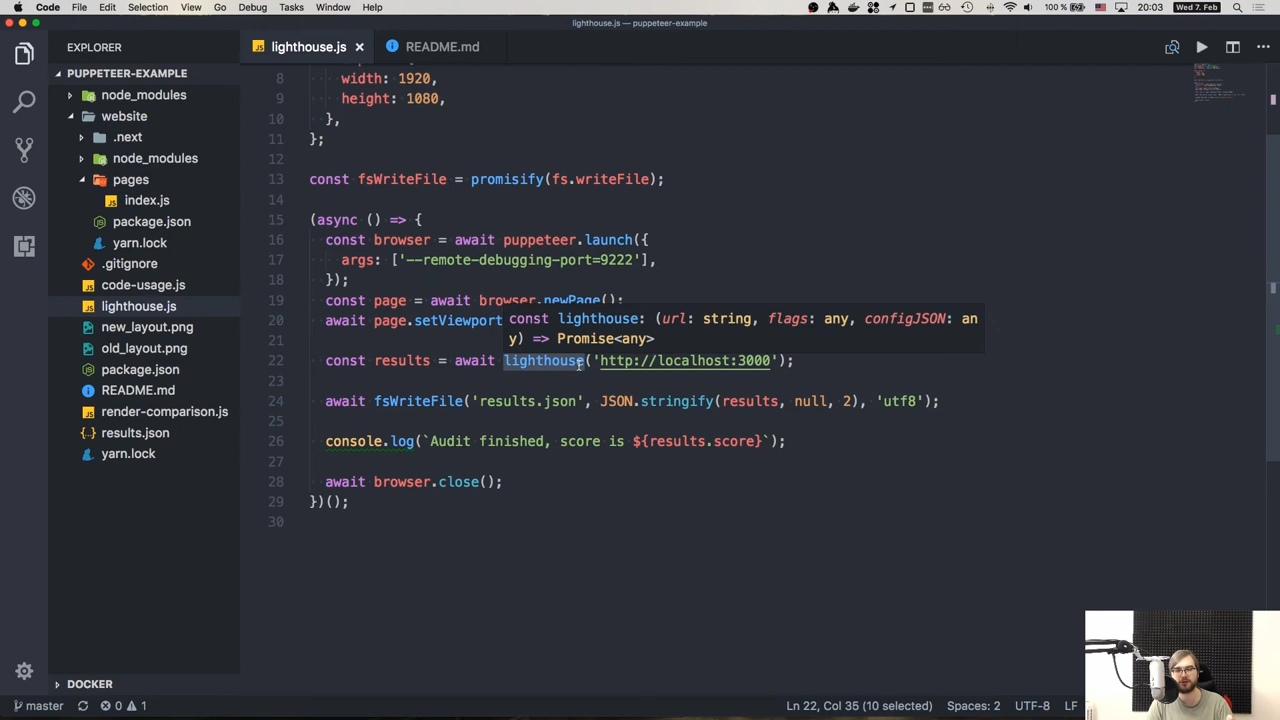 Code File Edit Selection View Go Debug Tasks Window Help 100 % 20:03 Wed 7. Feb
lighthouse.js — puppeteer-example
EXPLORER
lighthouse.js
README.md
PUPPETEER-EXAMPLE
node_modules
website
.next
node_modules
pages
index.js
package.json
yarn.lock
.gitignore
code-usage.js
lighthouse.js
new_layout.png
old_layout.png
package.json
README.md
render-comparison.js
results.json
yarn.lock
DOCKER
8 width: 1920,
9 height: 1080,
10 },
11 };
12
13 const fsWriteFile = promisify(fs.writeFile);
14
15 (async () => {
16 const browser = await puppeteer.launch({
17 args: ['--remote-debugging-port=9222'],
18 });
19 const page = await browser.newPage();
20 await page.setViewport
const lighthouse: (url: string, flags: any, configJSON: an
y) => Promise<any>
21
22 const results = await lighthouse('http://localhost:3000');
23
24 await fsWriteFile('results.json', JSON.stringify(results, null, 2), 'utf8');
25
26 console.log(`Audit finished, score is ${results.score}`);
27
28 await browser.close();
29 })();
30
master 0 1 Ln 22, Col 35 (10 selected) Spaces: 2 UTF-8 LF